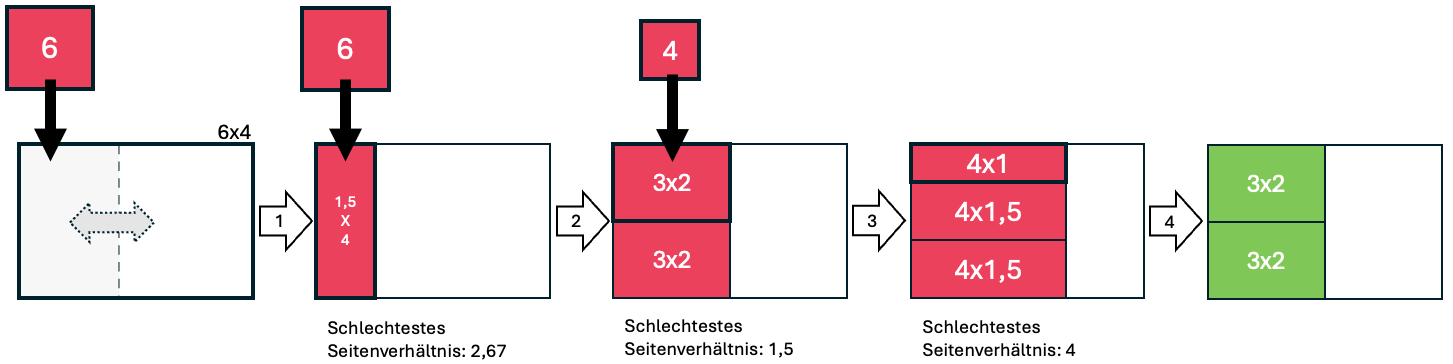 6
6
4
6x4
1
1,5
X
4
2
3x2
3x2
3
4x1
4x1,5
4x1,5
4
3x2
3x2
Schlechtestes
Seitenverhältnis: 2,67
Schlechtestes
Seitenverhältnis: 1,5
Schlechtestes
Seitenverhältnis: 4